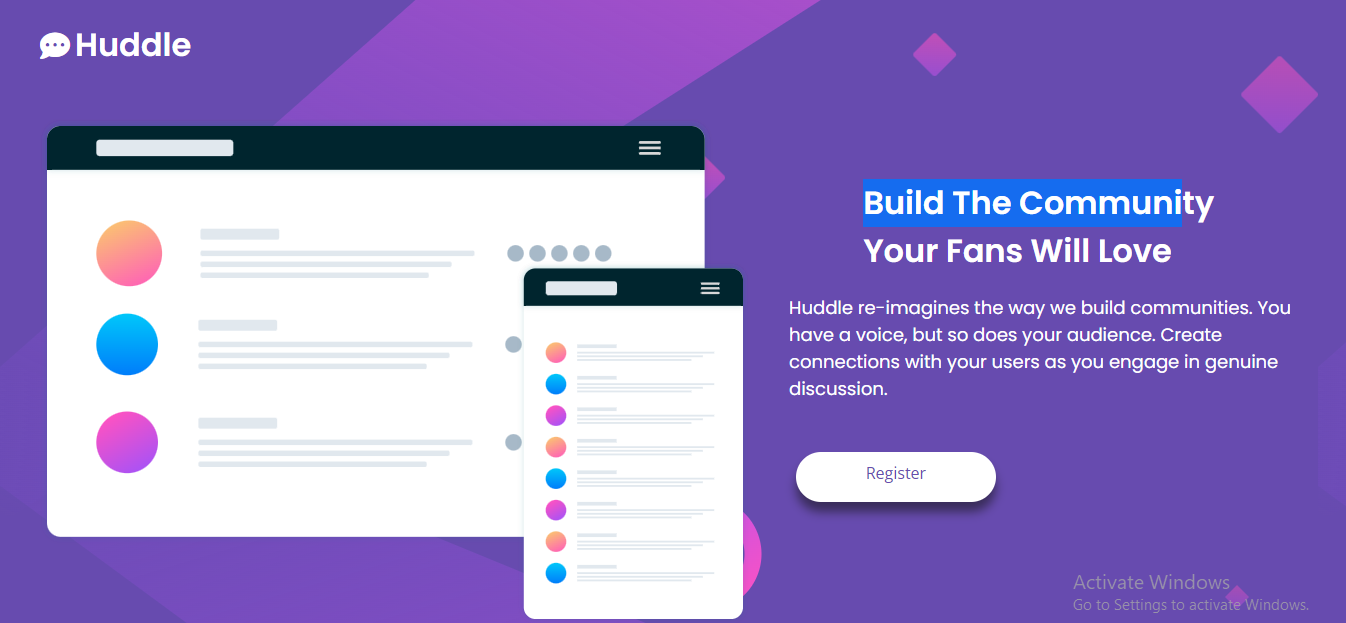 Huddle
Build The Community
Your Fans Will Love
Huddle re-imagines the way we build communities. You
have a voice, but so does your audience. Create
connections with your users as you engage in genuine
discussion.
Register
Activate Windows
Go to Settings to activate Windows.